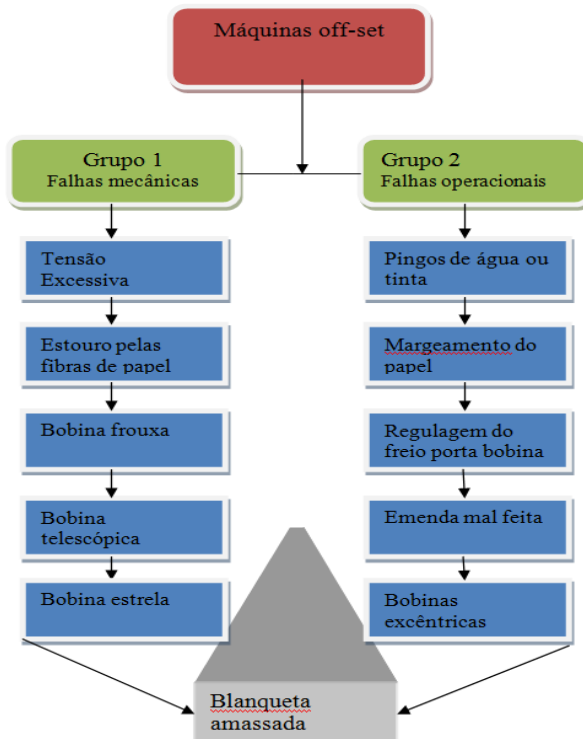 Máquinas off-set
Grupo 1
Falhas mecânicas
Grupo 2
Falhas operacionais
Tensão
Excessiva
Pingos de água ou
tinta
Estouro pelas
fibras de papel
Margeamento do
papel
Bobina frouxa
Regulagem do
freio porta bobina
Bobina
telescópica
Emenda mal feita
Bobina estrela
Bobinas
excêntricas
Blanqueta
amassada